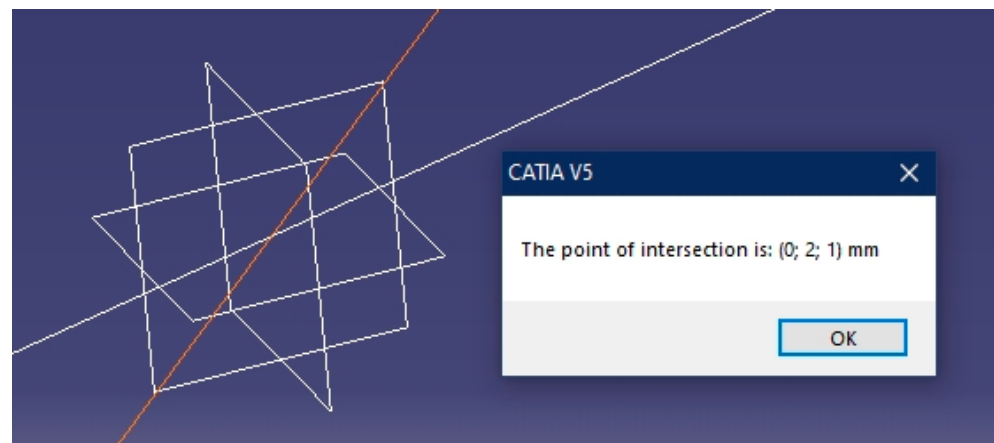 CATIA V5
The point of intersection is: (0; 2; 1) mm
OK